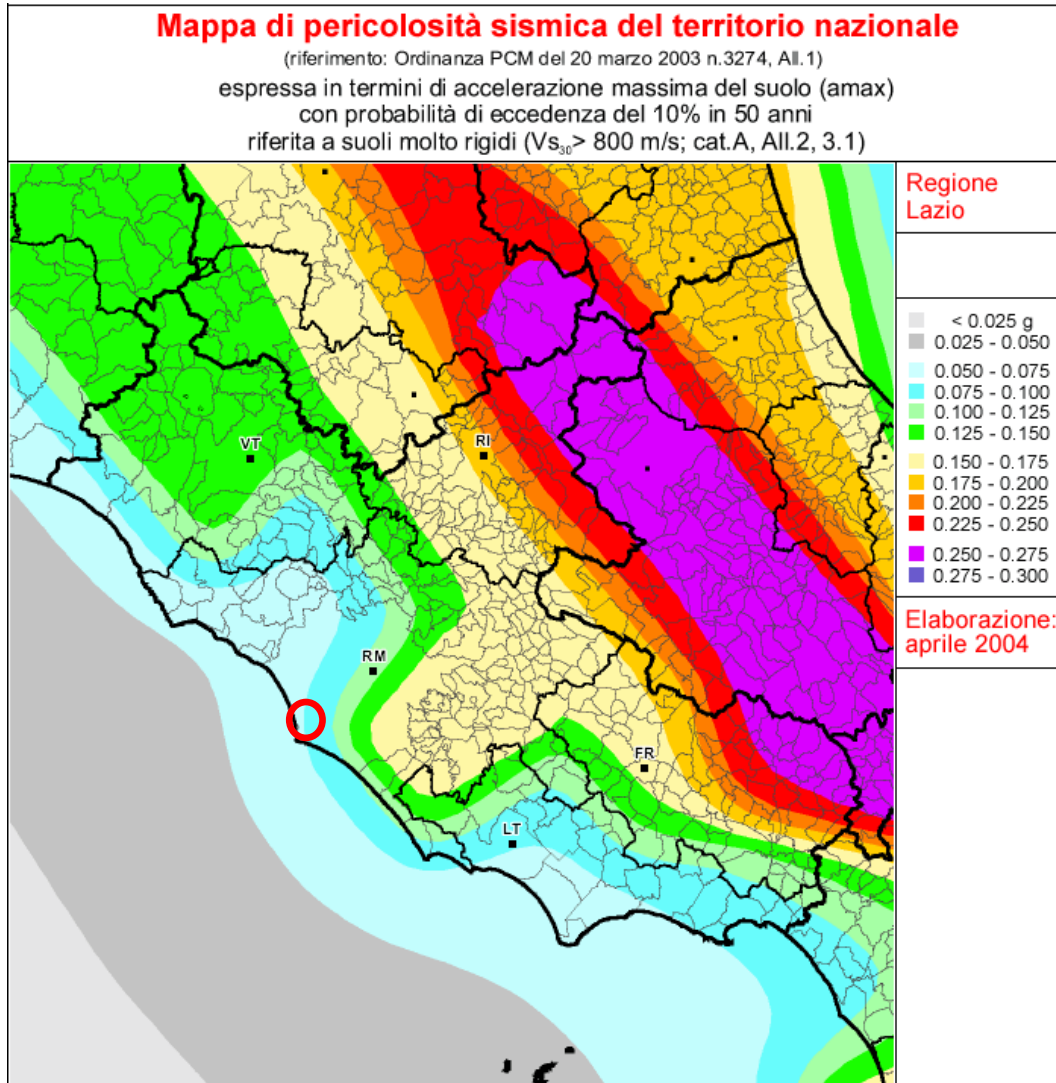 Mappa di pericolosità sismica del territorio nazionale
(riferimento: Ordinanza PCM del 20 marzo 2003 n.3274, All.1)
espressa in termini di accelerazione massima del suolo (amax)
con probabilità di eccedenza del 10% in 50 anni
riferita a suoli molto rigidi (Vs₃₀> 800 m/s; cat.A, All.2, 3.1)
Regione
Lazio
< 0.025 g
0.025 - 0.050
0.050 - 0.075
0.075 - 0.100
0.100 - 0.125
0.125 - 0.150
0.150 - 0.175
0.175 - 0.200
0.200 - 0.225
0.225 - 0.250
0.250 - 0.275
0.275 - 0.300
Elaborazione:
aprile 2004
VT
RI
RM
FR
LT